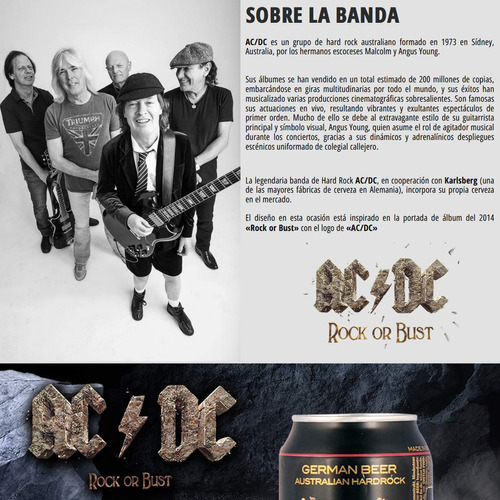 SOBRE LA BANDA
AC/DC es un grupo de hard rock australiano formado en 1973 en Sídney,
Australia, por los hermanos escoceses Malcolm y Angus Young.
Sus álbumes se han vendido en un total estimado de 200 millones de copias,
embarcándose en giras multitudinarias por todo el mundo, y sus éxitos han
musicalizado varias producciones cinematográficas sobresalientes. Son famosas
sus actuaciones en vivo, resultando vibrantes y exultantes espectáculos de
primer orden. Mucho de ello se debe al extravagante estilo de su guitarrista
principal y símbolo visual, Angus Young, quien asume el rol de agitador musical
durante los conciertos, gracias a sus dinámicos y adrenalínicos despliegues
escénicos uniformado de colegial callejero.
La legendaria banda de Hard Rock AC/DC, en cooperación con Karlsberg (una
de las mayores fábricas de cerveza en Alemania), incorpora su propia cerveza
en el mercado.
El diseño en esta ocasión está inspirado en la portada de álbum del 2014
«Rock or Bust» con el logo de «AC/DC»
TRIUMPH
AC/DC
ROCK OR BUST
AC/DC
ROCK OR BUST
GERMAN BEER
AUSTRALIAN HARDROCK
MADE IN